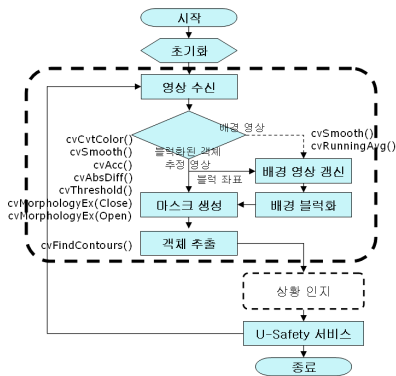 시작
초기화
영상 수신
배경 영상
cvCvtColor()
cvSmooth()
cvAcc()
cvAbsDiff()
cvThreshold()
cvMorphologyEx(Close)
cvMorphologyEx(Open)
블럭화된 객체
추정 영상
cvSmooth()
cvRunningAvg()
배경 영상 갱신
블럭 좌표
마스크 생성
배경 블럭화
cvFindContours()
객체 추출
상황 인지
U-Safety 서비스
종료